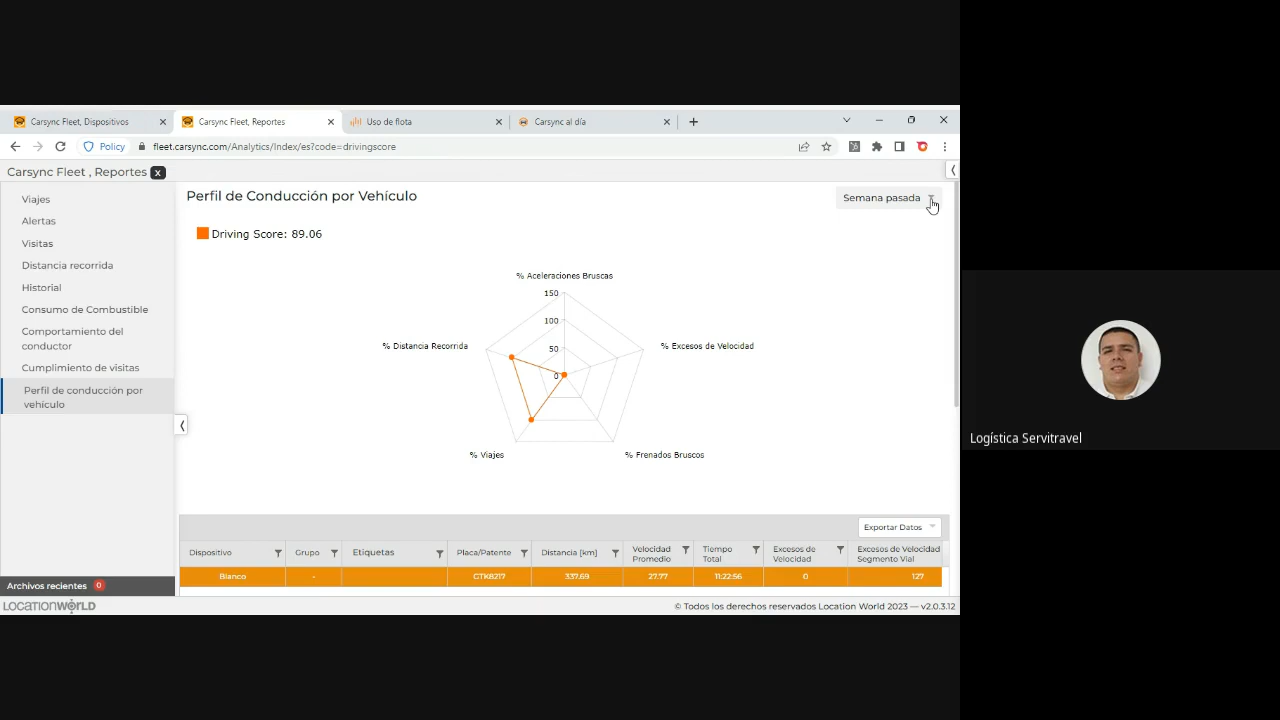 Carsync Fleet, Dispositivos
Carsync Fleet, Reportes
Uso de flota
Carsync al día
Policy
fleet.carsync.com/Analytics/Index/es?code=drivingscore
Carsync Fleet , Reportes x
Viajes
Alertas
Visitas
Distancia recorrida
Historial
Consumo de Combustible
Comportamiento del
conductor
Cumplimiento de visitas
Perfil de conducción por
vehículo
Archivos recientes 0
LOCATIONWORLD
Perfil de Conducción por Vehículo
Semana pasada
Driving Score: 89.06
% Aceleraciones Bruscas
150
100
50
0
% Distancia Recorrida
% Excesos de Velocidad
% Viajes
% Frenados Bruscos
Exportar Datos
Dispositivo
Grupo
Etiquetas
Placa/Patente
Distancia [km]
Velocidad
Promedio
Tiempo
Total
Excesos de
Velocidad
Excesos de Velocidad
Segmento Vial
Blanco - GTK8217 337.69 27.77 11:22:56 0 127
© Todos los derechos reservados Location World 2023 — v2.0.3.12
Logística Servitravel